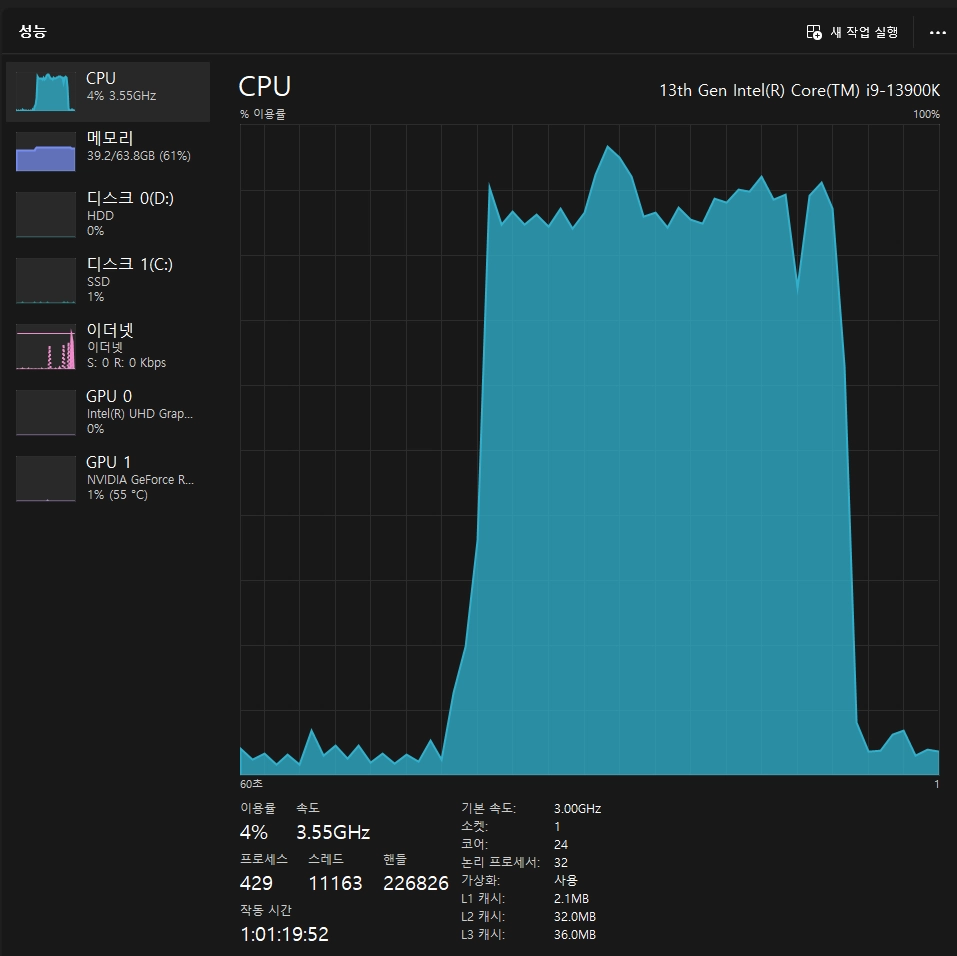 성능
새 작업 실행
CPU
4% 3.55GHz
메모리
39.2/63.8GB (61%)
디스크 0(D:)
HDD
0%
디스크 1(C:)
SSD
1%
이더넷
이더넷
S: 0 R: 0 Kbps
GPU 0
Intel(R) UHD Grap...
0%
GPU 1
NVIDIA GeForce R...
1% (55 °C)
CPU
13th Gen Intel(R) Core(TM) i9-13900K
% 이용률
100%
60초
1
이용률 속도
4% 3.55GHz
프로세스 스레드 핸들
429 11163 226826
작동 시간
1:01:19:52
기본 속도: 3.00GHz
소켓: 1
코어: 24
논리 프로세서: 32
가상화: 사용
L1 캐시: 2.1MB
L2 캐시: 32.0MB
L3 캐시: 36.0MB